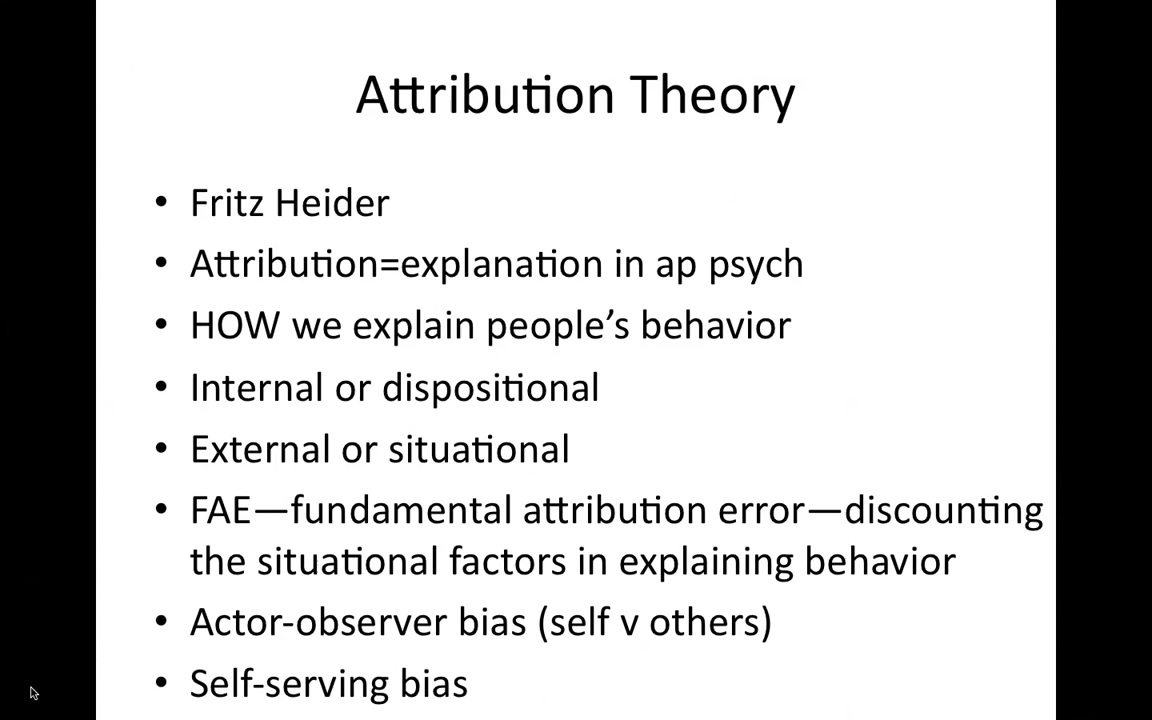 Attribution Theory
• Fritz Heider
• Attribution=explanation in ap psych
• HOW we explain people’s behavior
• Internal or dispositional
• External or situational
• FAE—fundamental attribution error—discounting
the situational factors in explaining behavior
• Actor-observer bias (self v others)
• Self-serving bias